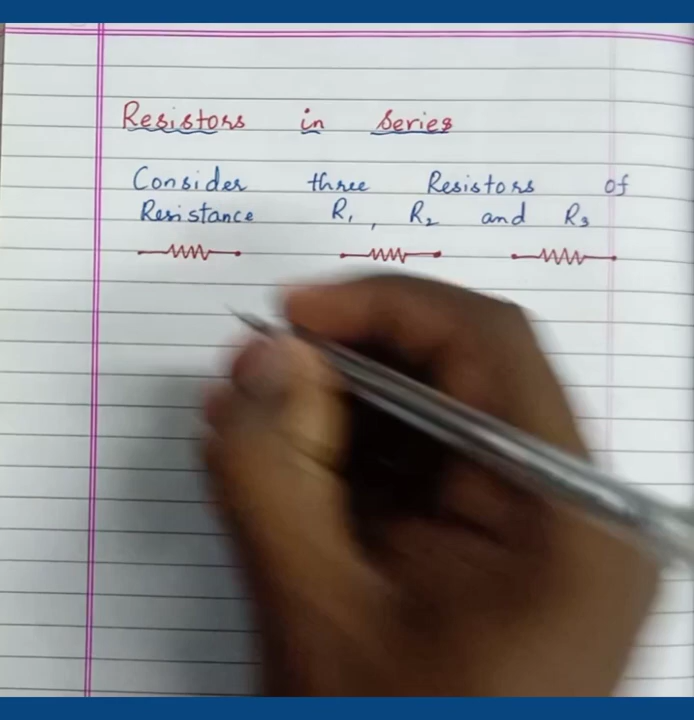 Resistors in series
Consider three Resistors of
Resistance R₁, R₂ and R₃